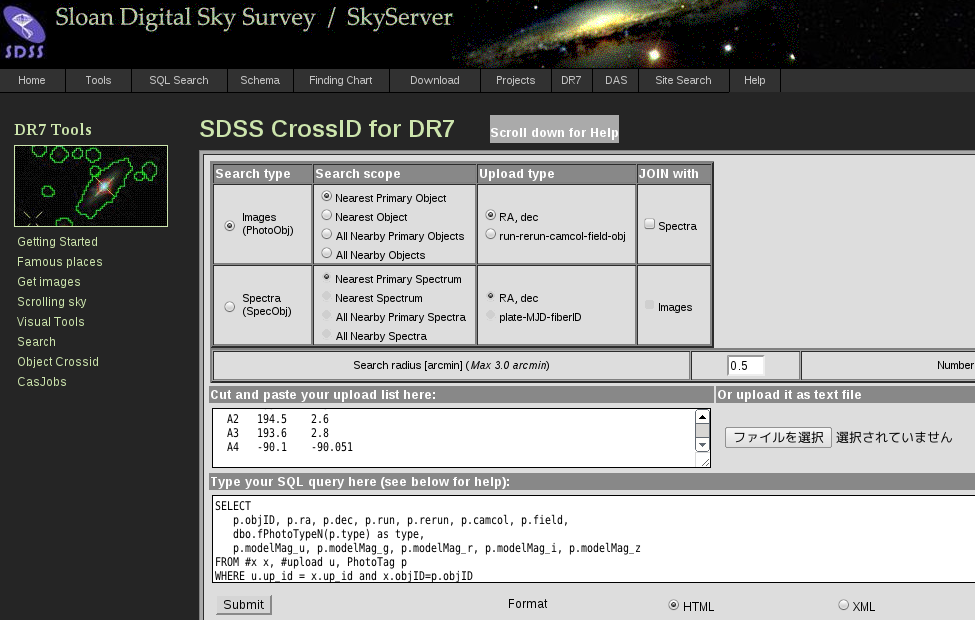 Sloan Digital Sky Survey / SkyServer
SDSS
Home Tools SQL Search Schema Finding Chart Download Projects DR7 DAS Site Search Help
DR7 Tools
Getting Started
Famous places
Get images
Scrolling sky
Visual Tools
Search
Object Crossid
CasJobs
SDSS CrossID for DR7 Scroll down for Help
Search type Search scope Upload type JOIN with
Images
(PhotoObj)
Nearest Primary Object
Nearest Object
All Nearby Primary Objects
All Nearby Objects
RA, dec
run-rerun-camcol-field-obj
Spectra
Spectra
(SpecObj)
Nearest Primary Spectrum
Nearest Spectrum
All Nearby Primary Spectra
All Nearby Spectra
RA, dec
plate-MJD-fiberID
Images
Search radius [arcmin] (Max 3.0 arcmin) 0.5 Number
Cut and paste your upload list here: Or upload it as text file
A2 194.5 2.6
A3 193.6 2.8
A4 -90.1 -90.051
ファイルを選択 選択されていません
Type your SQL query here (see below for help):
SELECT
p.objID, p.ra, p.dec, p.run, p.rerun, p.camcol, p.field,
dbo.fPhotoTypeN(p.type) as type,
p.modelMag_u, p.modelMag_g, p.modelMag_r, p.modelMag_i, p.modelMag_z
FROM #x x, #upload u, PhotoTag p
WHERE u.up_id = x.up_id and x.objID=p.objID
Submit Format HTML XML